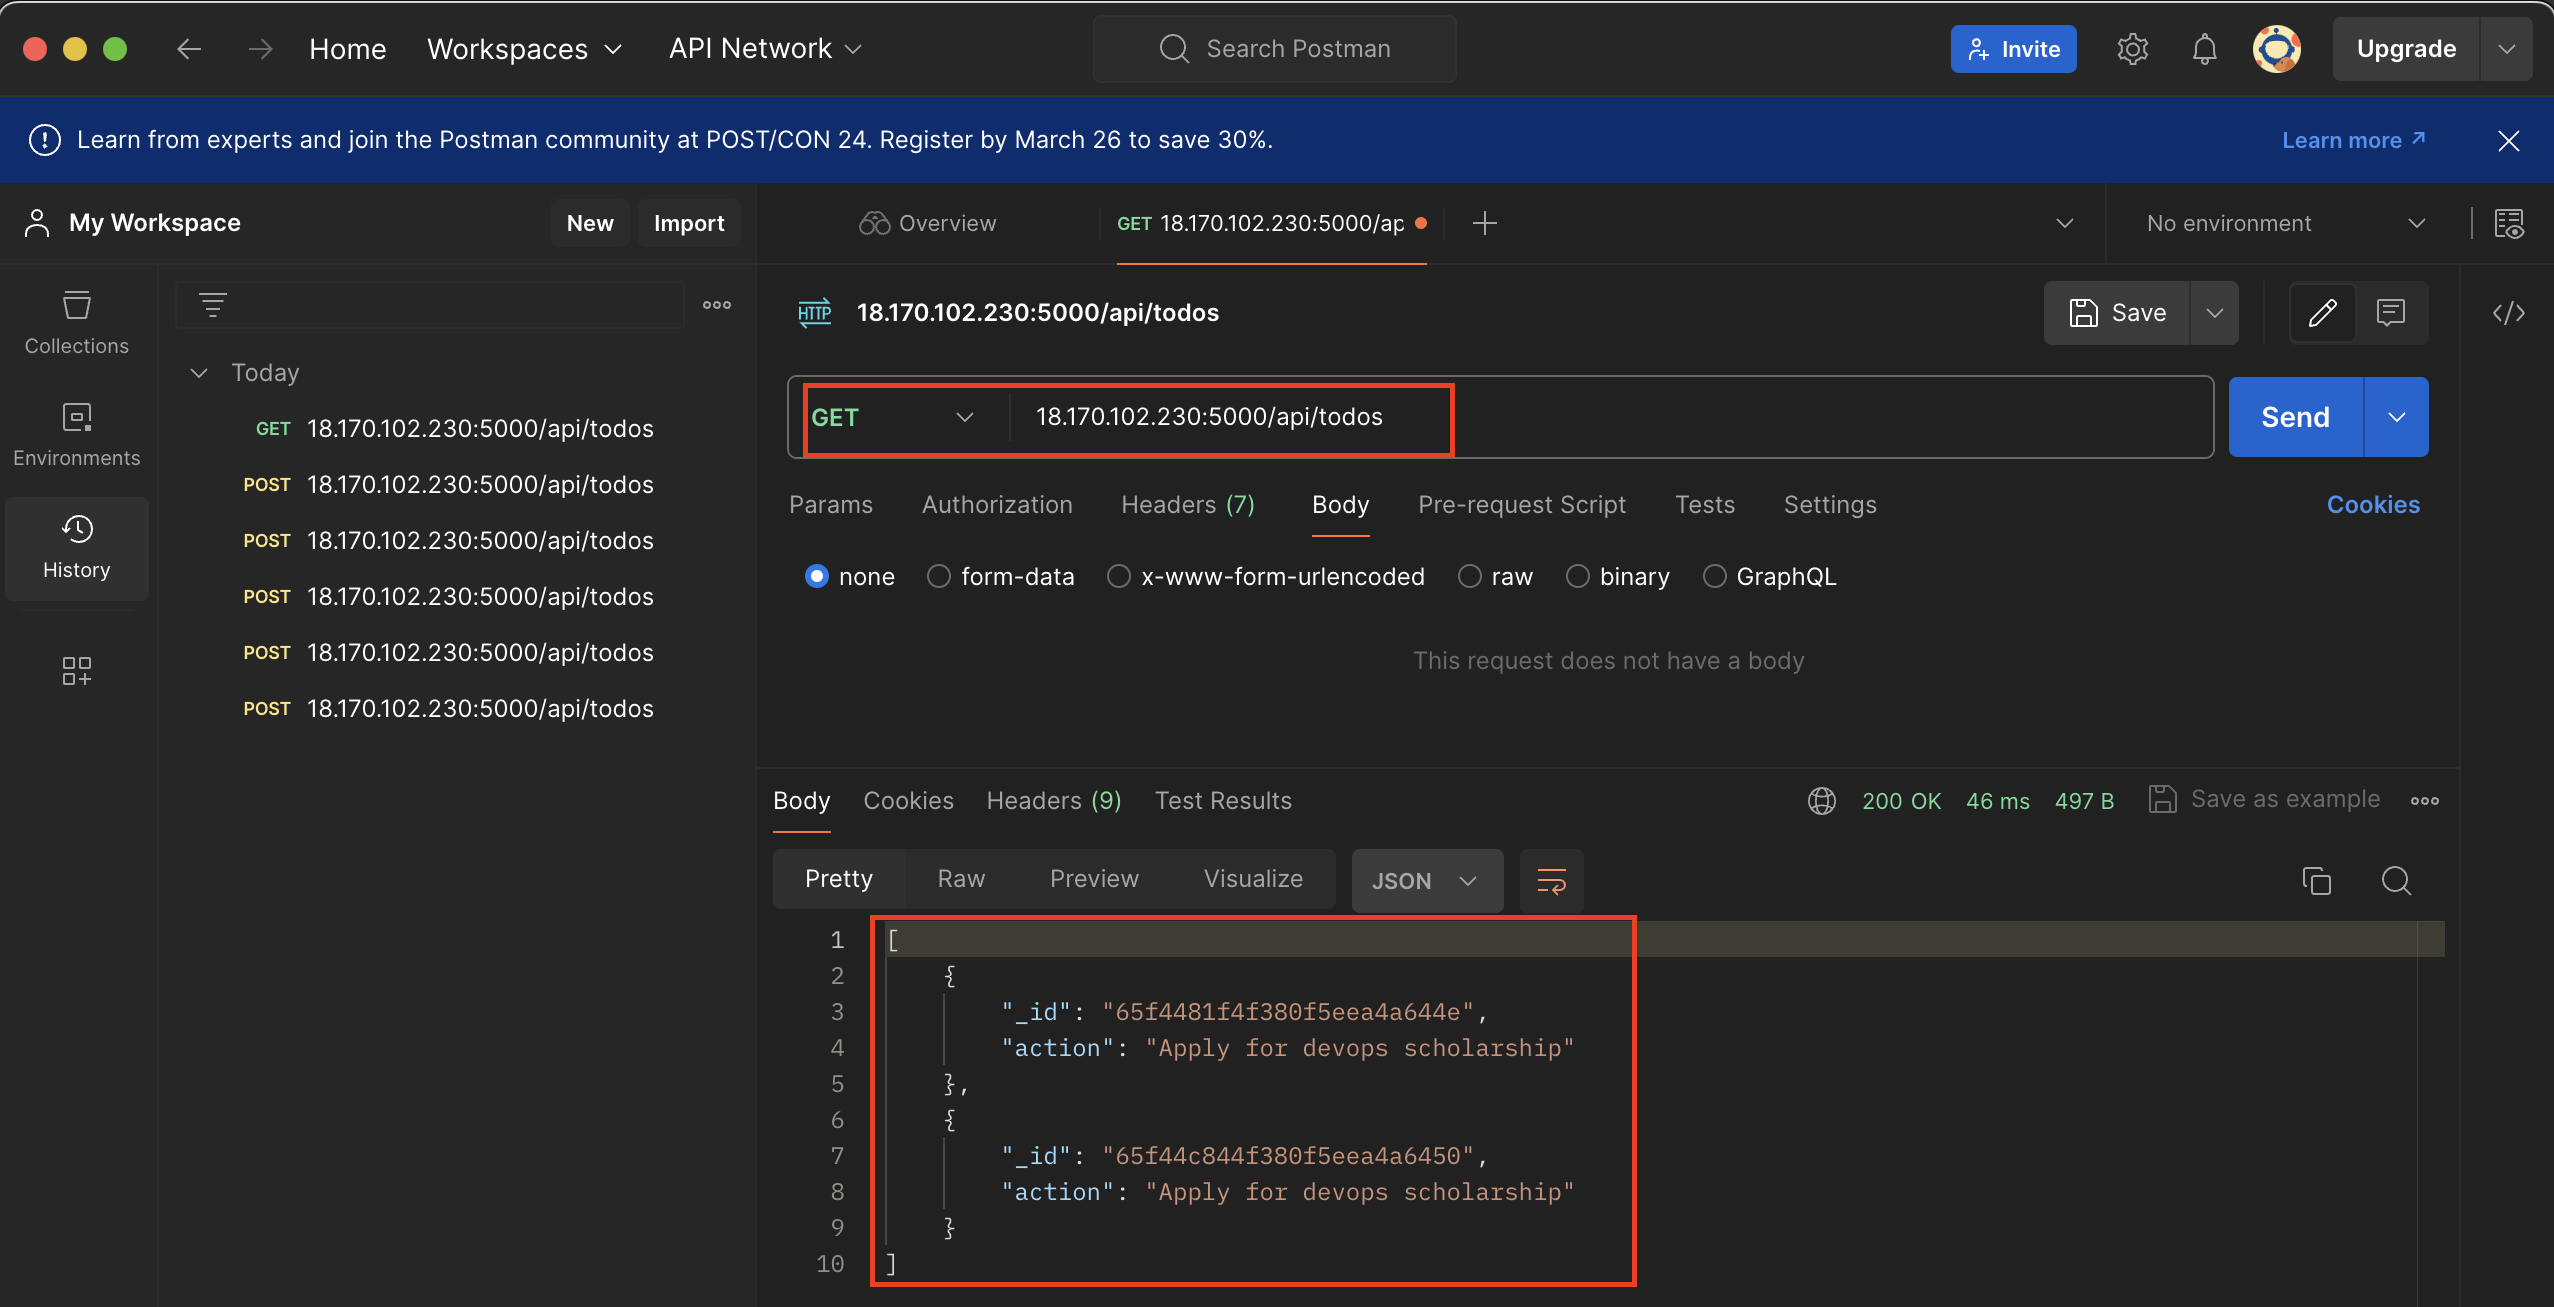 Home Workspaces API Network Search Postman Invite Upgrade
Learn from experts and join the Postman community at POST/CON 24. Register by March 26 to save 30%. Learn more ↗
My Workspace New Import Overview GET 18.170.102.230:5000/ap No environment
Collections
Environments
History
Today
GET 18.170.102.230:5000/api/todos
POST 18.170.102.230:5000/api/todos
POST 18.170.102.230:5000/api/todos
POST 18.170.102.230:5000/api/todos
POST 18.170.102.230:5000/api/todos
POST 18.170.102.230:5000/api/todos
HTTP 18.170.102.230:5000/api/todos Save
GET 18.170.102.230:5000/api/todos Send
Params Authorization Headers (7) Body Pre-request Script Tests Settings Cookies
none form-data x-www-form-urlencoded raw binary GraphQL
This request does not have a body
Body Cookies Headers (9) Test Results 200 OK 46 ms 497 B Save as example
Pretty Raw Preview Visualize JSON
1 [
2 {
3 "_id": "65f4481f4f380f5eea4a644e",
4 "action": "Apply for devops scholarship"
5 },
6 {
7 "_id": "65f44c844f380f5eea4a6450",
8 "action": "Apply for devops scholarship"
9 }
10 ]